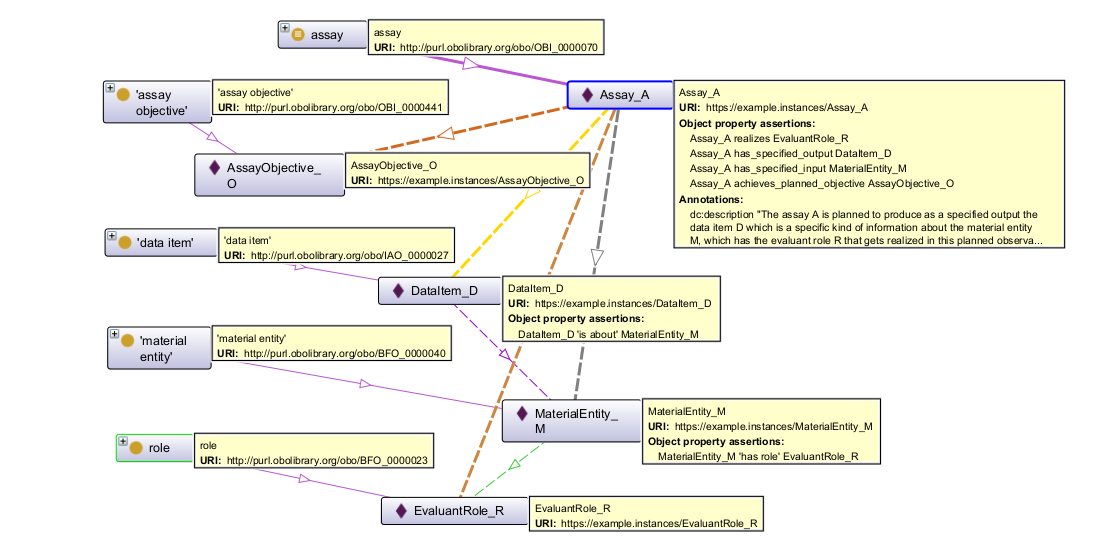 assay
assay
URI: http://purl.obolibrary.org/obo/OBI_0000070
'assay
objective'
'assay objective'
URI: http://purl.obolibrary.org/obo/OBI_0000441
Assay_A
Assay_A
URI: https://example.instances/Assay_A
Object property assertions:
Assay_A realizes EvaluantRole_R
Assay_A has_specified_output DataItem_D
Assay_A has_specified_input MaterialEntity_M
Assay_A achieves_planned_objective AssayObjective_O
Annotations:
dc:description "The assay A is planned to produce as a specified output the
data item D which is a specific kind of information about the material entity
M, which has the evaluant role R that gets realized in this planned observa...
AssayObjective_
O
AssayObjective_O
URI: https://example.instances/AssayObjective_O
'data item'
'data item'
URI: http://purl.obolibrary.org/obo/IAO_0000027
DataItem_D
DataItem_D
URI: https://example.instances/DataItem_D
Object property assertions:
DataItem_D 'is about' MaterialEntity_M
'material
entity'
'material entity'
URI: http://purl.obolibrary.org/obo/BFO_0000040
MaterialEntity_
M
MaterialEntity_M
URI: https://example.instances/MaterialEntity_M
Object property assertions:
MaterialEntity_M 'has role' EvaluantRole_R
role
role
URI: http://purl.obolibrary.org/obo/BFO_0000023
EvaluantRole_R
EvaluantRole_R
URI: https://example.instances/EvaluantRole_R